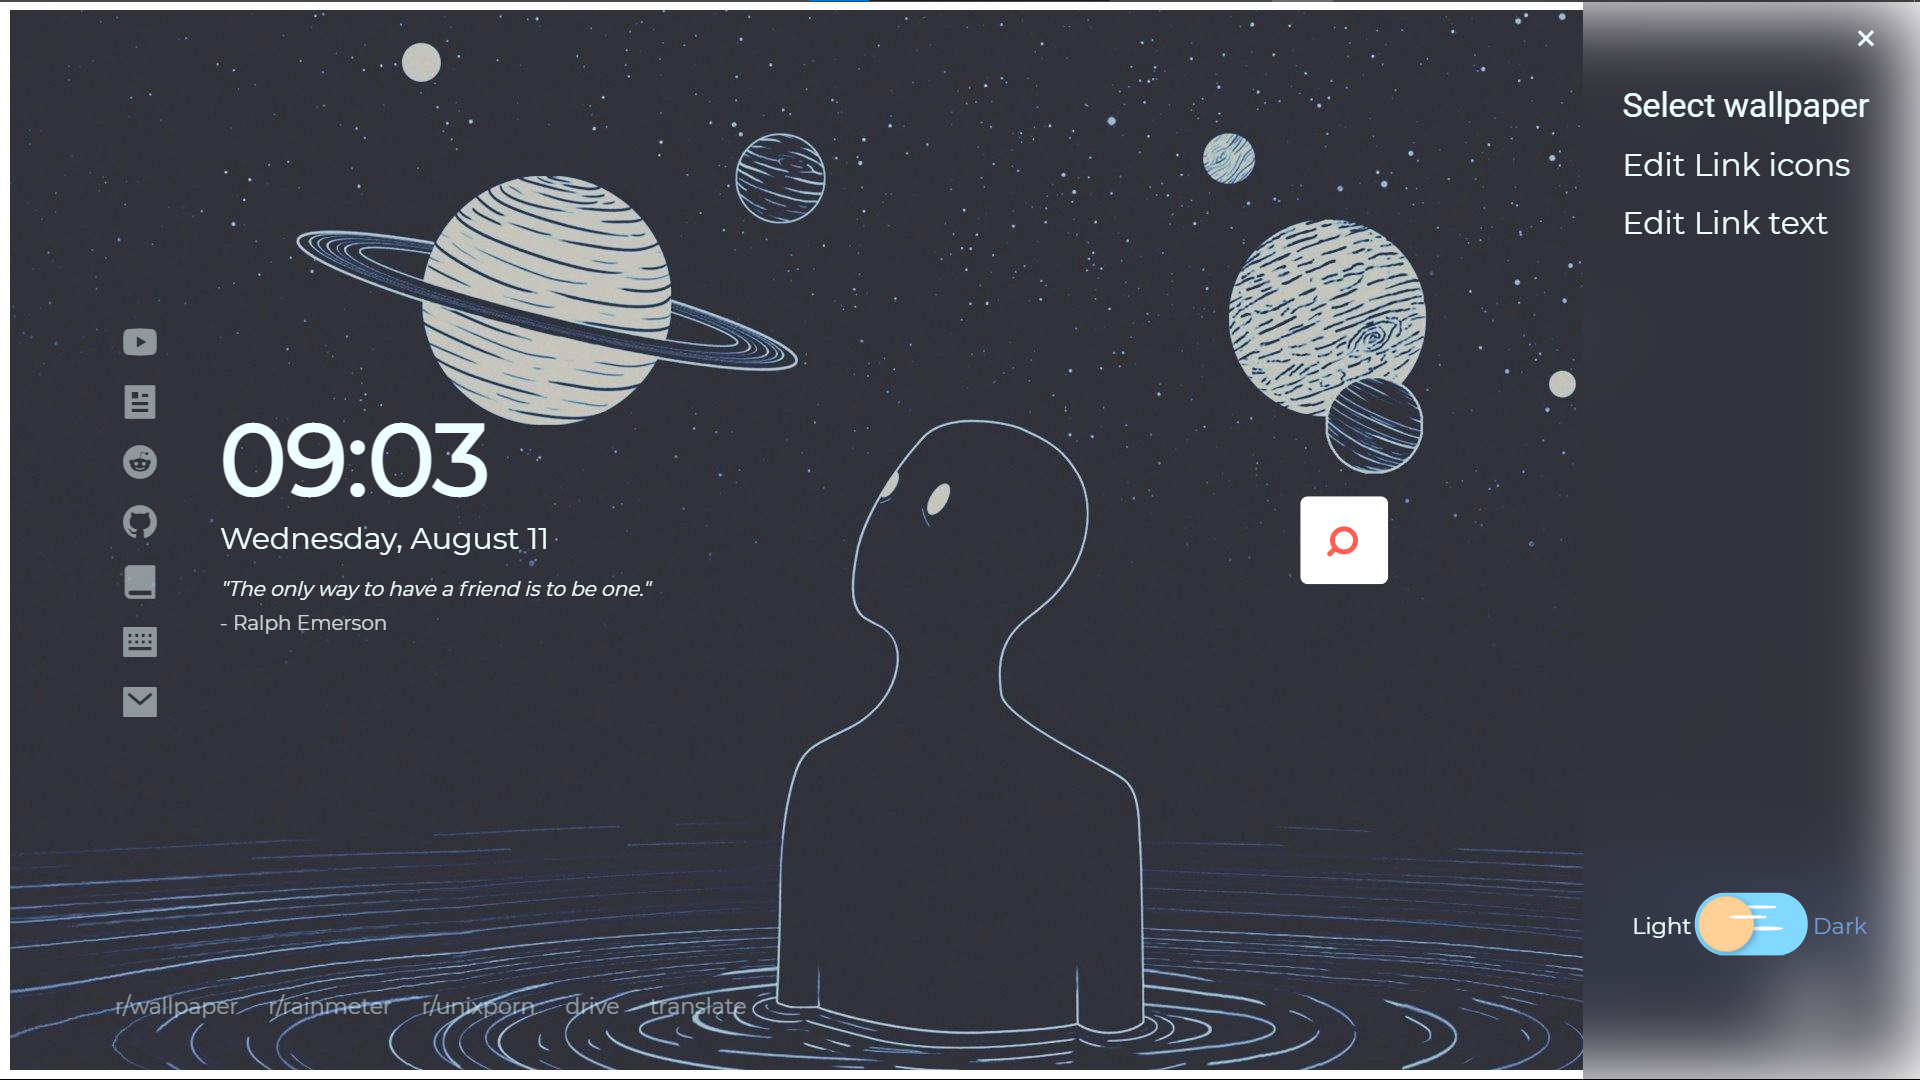 09:03
Wednesday, August 11
"The only way to have a friend is to be one."
- Ralph Emerson
r/wallpaper r/rainmeter r/unixporn drive translate
Select wallpaper
Edit Link icons
Edit Link text
Light Dark